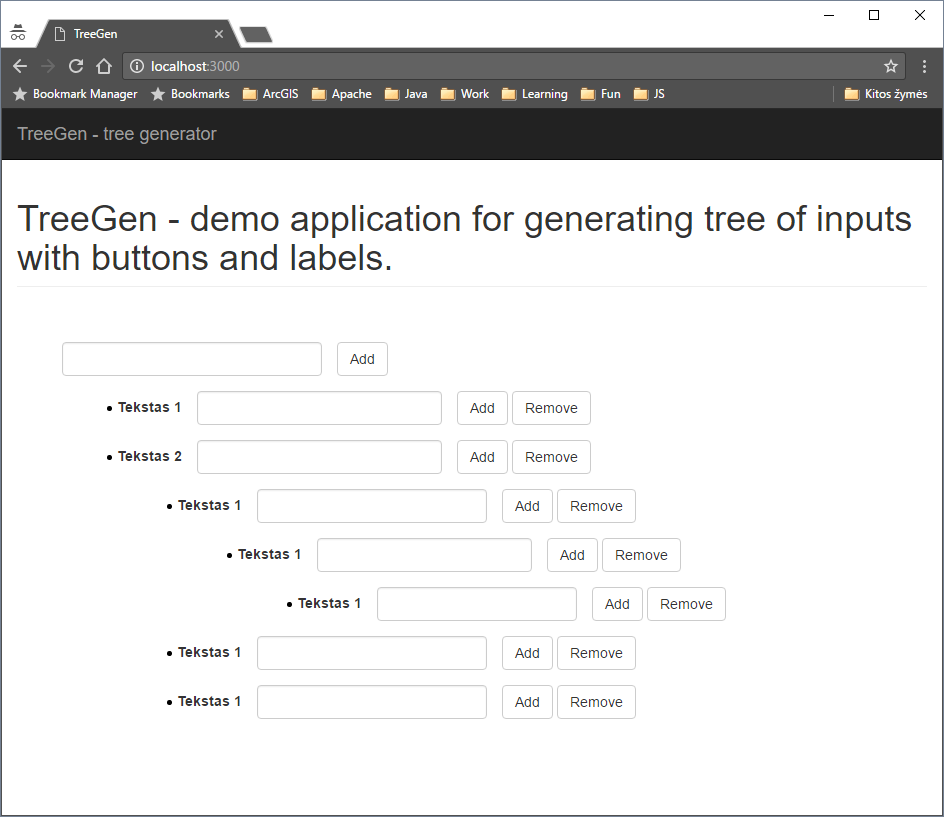 TreeGen
localhost:3000
Bookmark Manager Bookmarks ArcGIS Apache Java Work Learning Fun JS Kitos žymės
TreeGen - tree generator
TreeGen - demo application for generating tree of inputs
with buttons and labels.
Add
Tekstas 1 Add Remove
Tekstas 2 Add Remove
Tekstas 1 Add Remove
Tekstas 1 Add Remove
Tekstas 1 Add Remove
Tekstas 1 Add Remove
Tekstas 1 Add Remove